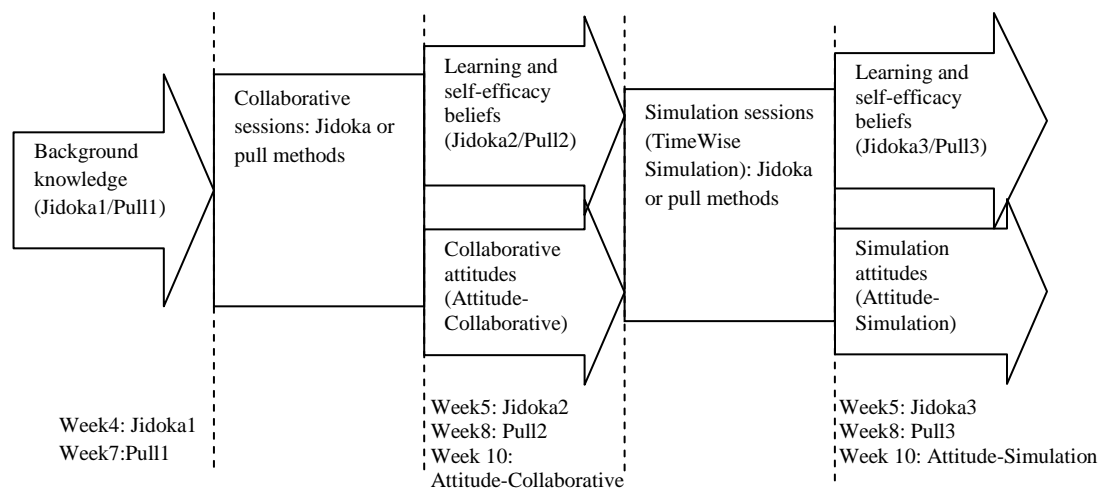 Background
knowledge
(Jidoka1/Pull1)
Collaborative
sessions: Jidoka or
pull methods
Learning and
self-efficacy
beliefs
(Jidoka2/Pull2)
Collaborative
attitudes
(Attitude-
Collaborative)
Simulation sessions
(TimeWise
Simulation): Jidoka
or pull methods
Learning and
self-efficacy
beliefs
(Jidoka3/Pull3)
Simulation
attitudes
(Attitude-
Simulation)
Week4: Jidoka1
Week7:Pull1
Week5: Jidoka2
Week8: Pull2
Week 10:
Attitude-Collaborative
Week5: Jidoka3
Week8: Pull3
Week 10: Attitude-Simulation